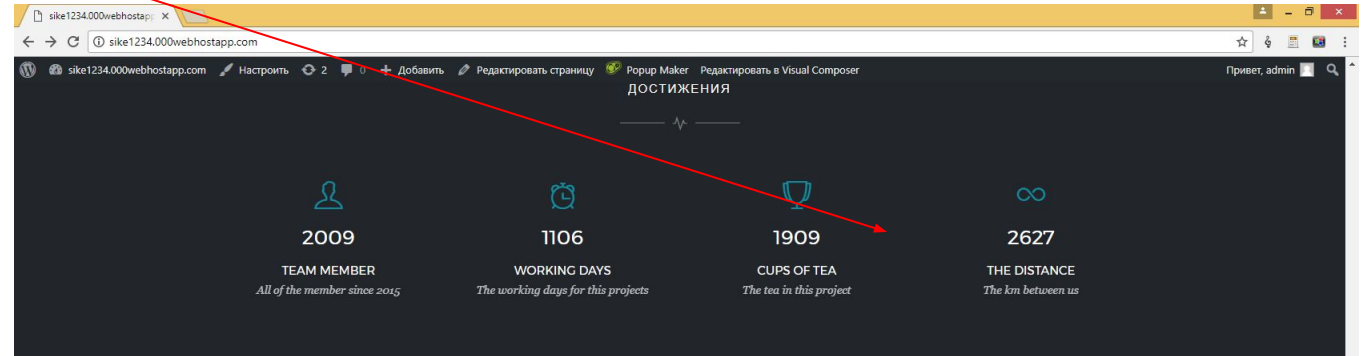 sike1234.000webhostapp
sike1234.000webhostapp.com
sike1234.000webhostapp.com Настроить 2 0 Добавить Редактировать страницу Popup Maker Редактировать в Visual Composer Привет, admin
ДОСТИЖЕНИЯ
2009 1106 1909 2627
TEAM MEMBER WORKING DAYS CUPS OF TEA THE DISTANCE
All of the member since 2015 The working days for this projects The tea in this project The km between us